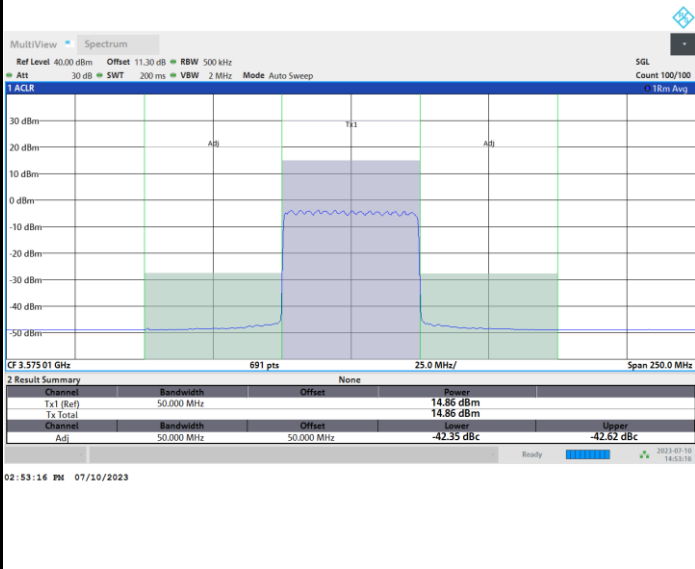 MultiView Spectrum
Ref Level 40.00 dBm Offset 11.30 dB RBW 500 kHz SGL
Att 30 dB SWT 200 ms VBW 2 MHz Mode Auto Sweep Count 100/100
1 ACLR 1Rm Avg
30 dBm
Tx1
20 dBm
Adj Adj
10 dBm
0 dBm
-10 dBm
-20 dBm
-30 dBm
-40 dBm
-50 dBm
CF 3.575 01 GHz 691 pts 25.0 MHz/ Span 250.0 MHz
2 Result Summary None
Channel Bandwidth Offset Power
Tx1 (Ref) 50.000 MHz 14.86 dBm
Tx Total 14.86 dBm
Channel Bandwidth Offset Lower Upper
Adj 50.000 MHz 50.000 MHz -42.35 dBc -42.62 dBc
Ready 2023-07-10
14:53:16
02:53:16 PM 07/10/2023